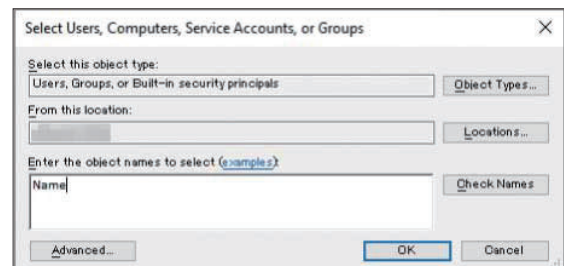 Select Users, Computers, Service Accounts, or Groups
Select this object type:
Users, Groups, or Built-in security principals
Object Types...
From this location:
Locations...
Enter the object names to select (examples):
Name
Check Names
Advanced...
OK
Cancel